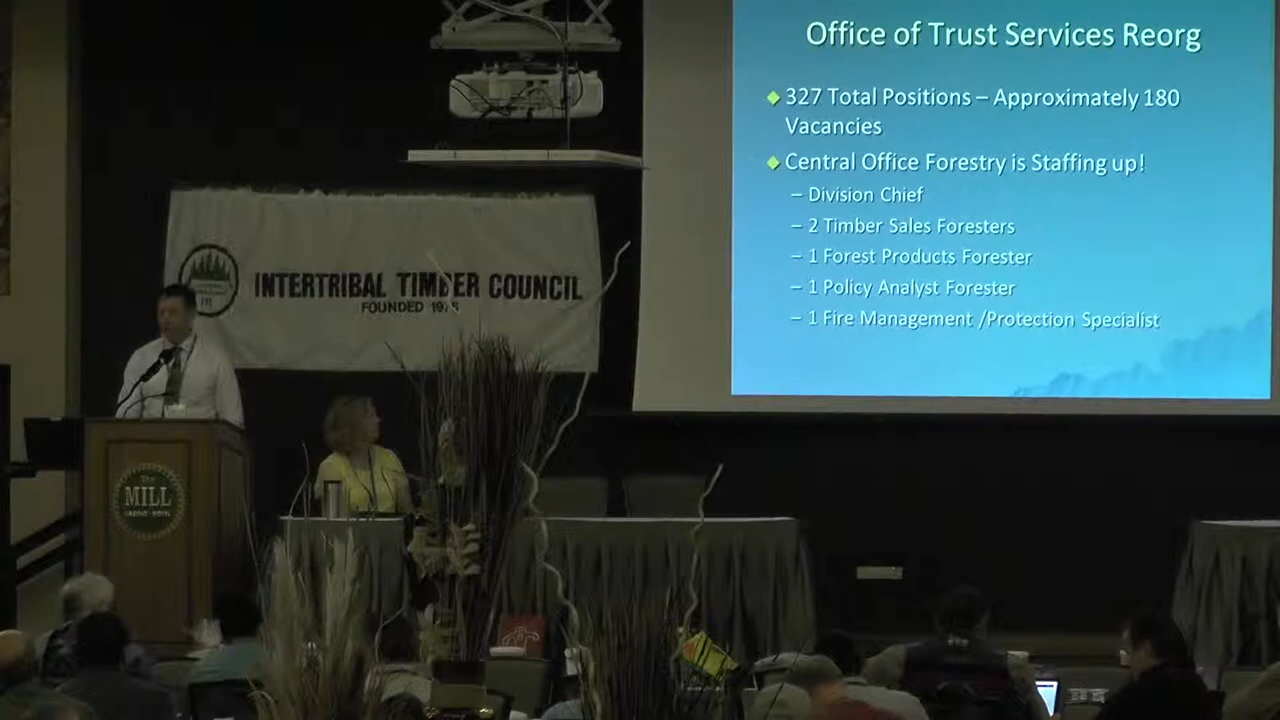 Office of Trust Services Reorg
327 Total Positions – Approximately 180
Vacancies
Central Office Forestry is Staffing up!
– Division Chief
– 2 Timber Sales Foresters
– 1 Forest Products Forester
– 1 Policy Analyst Forester
– 1 Fire Management /Protection Specialist
INTERTRIBAL TIMBER COUNCIL
FOUNDED
The
MILL